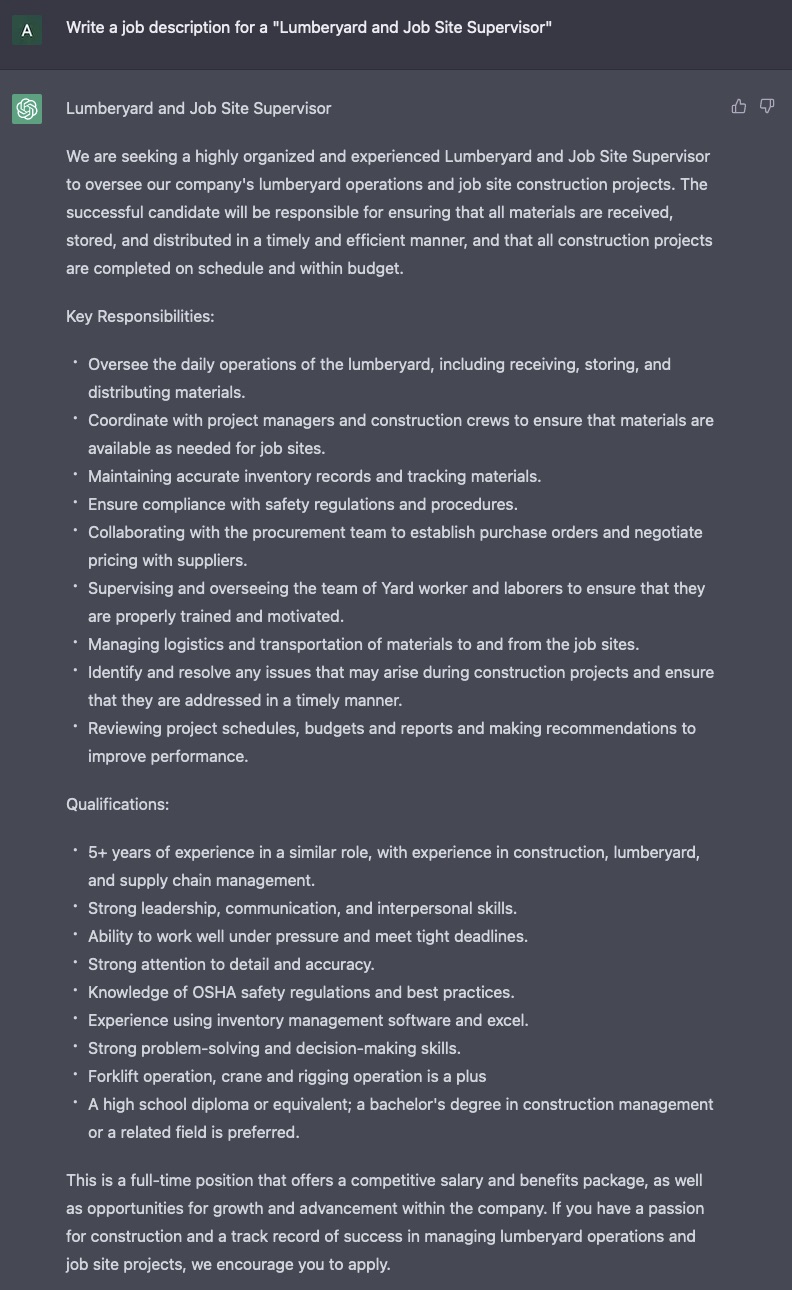 A
Write a job description for a "Lumberyard and Job Site Supervisor"
Lumberyard and Job Site Supervisor
We are seeking a highly organized and experienced Lumberyard and Job Site Supervisor
to oversee our company's lumberyard operations and job site construction projects. The
successful candidate will be responsible for ensuring that all materials are received,
stored, and distributed in a timely and efficient manner, and that all construction projects
are completed on schedule and within budget.
Key Responsibilities:
• Oversee the daily operations of the lumberyard, including receiving, storing, and
distributing materials.
• Coordinate with project managers and construction crews to ensure that materials are
available as needed for job sites.
• Maintaining accurate inventory records and tracking materials.
• Ensure compliance with safety regulations and procedures.
• Collaborating with the procurement team to establish purchase orders and negotiate
pricing with suppliers.
• Supervising and overseeing the team of Yard worker and laborers to ensure that they
are properly trained and motivated.
• Managing logistics and transportation of materials to and from the job sites.
• Identify and resolve any issues that may arise during construction projects and ensure
that they are addressed in a timely manner.
• Reviewing project schedules, budgets and reports and making recommendations to
improve performance.
Qualifications:
• 5+ years of experience in a similar role, with experience in construction, lumberyard,
and supply chain management.
• Strong leadership, communication, and interpersonal skills.
• Ability to work well under pressure and meet tight deadlines.
• Strong attention to detail and accuracy.
• Knowledge of OSHA safety regulations and best practices.
• Experience using inventory management software and excel.
• Strong problem-solving and decision-making skills.
• Forklift operation, crane and rigging operation is a plus
• A high school diploma or equivalent; a bachelor's degree in construction management
or a related field is preferred.
This is a full-time position that offers a competitive salary and benefits package, as well
as opportunities for growth and advancement within the company. If you have a passion
for construction and a track record of success in managing lumberyard operations and
job site projects, we encourage you to apply.